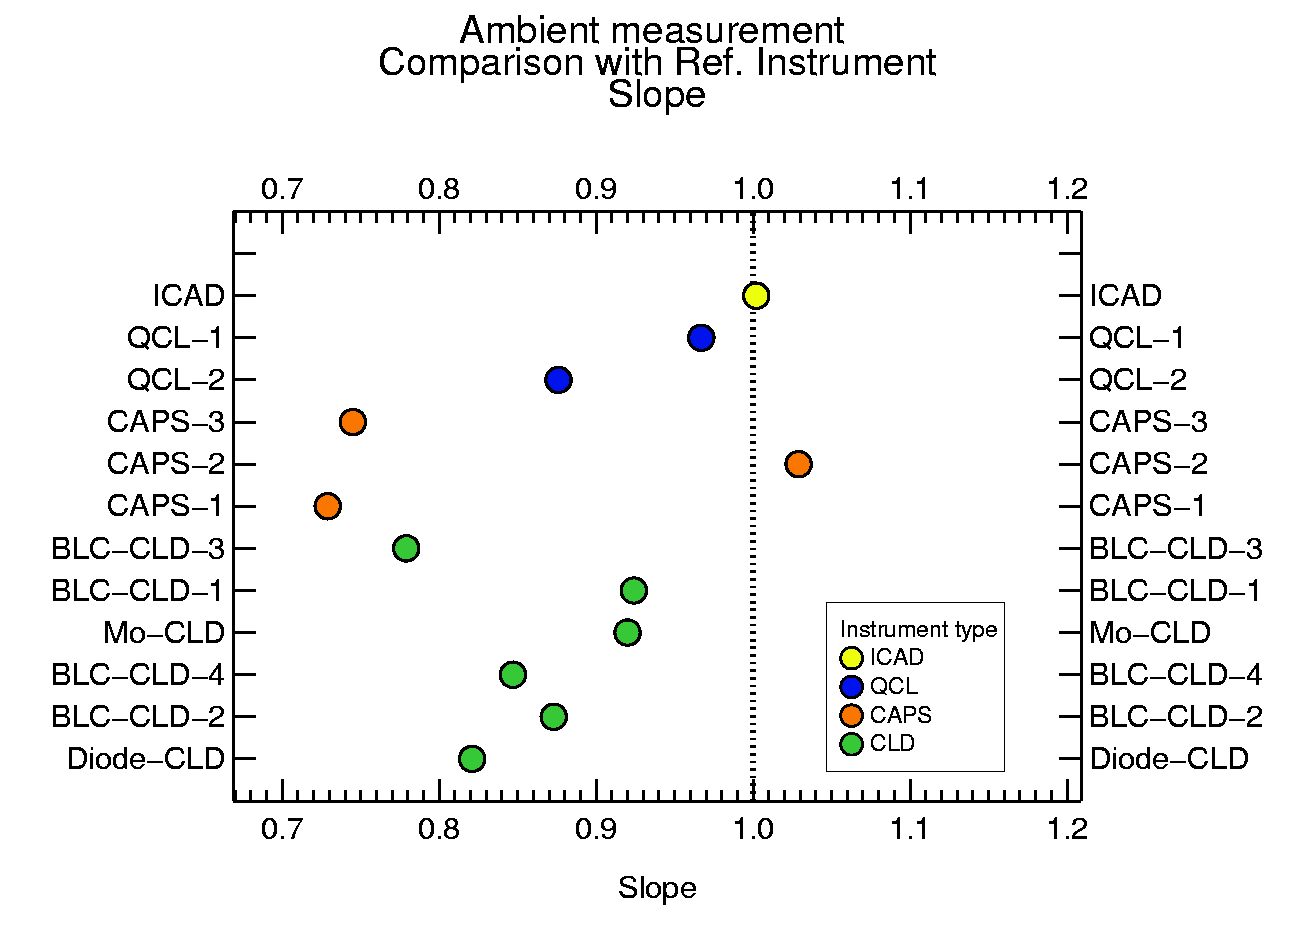 Ambient measurement
Comparison with Ref. Instrument
Slope
0.7 0.8 0.9 1.0 1.1 1.2
ICAD ICAD
QCL−1 QCL−1
QCL−2 QCL−2
CAPS−3 CAPS−3
CAPS−2 CAPS−2
CAPS−1 CAPS−1
BLC−CLD−3 BLC−CLD−3
BLC−CLD−1 BLC−CLD−1
Mo−CLD Mo−CLD
BLC−CLD−4 BLC−CLD−4
BLC−CLD−2 BLC−CLD−2
Diode−CLD Diode−CLD
Instrument type
ICAD
QCL
CAPS
CLD
0.7 0.8 0.9 1.0 1.1 1.2
Slope